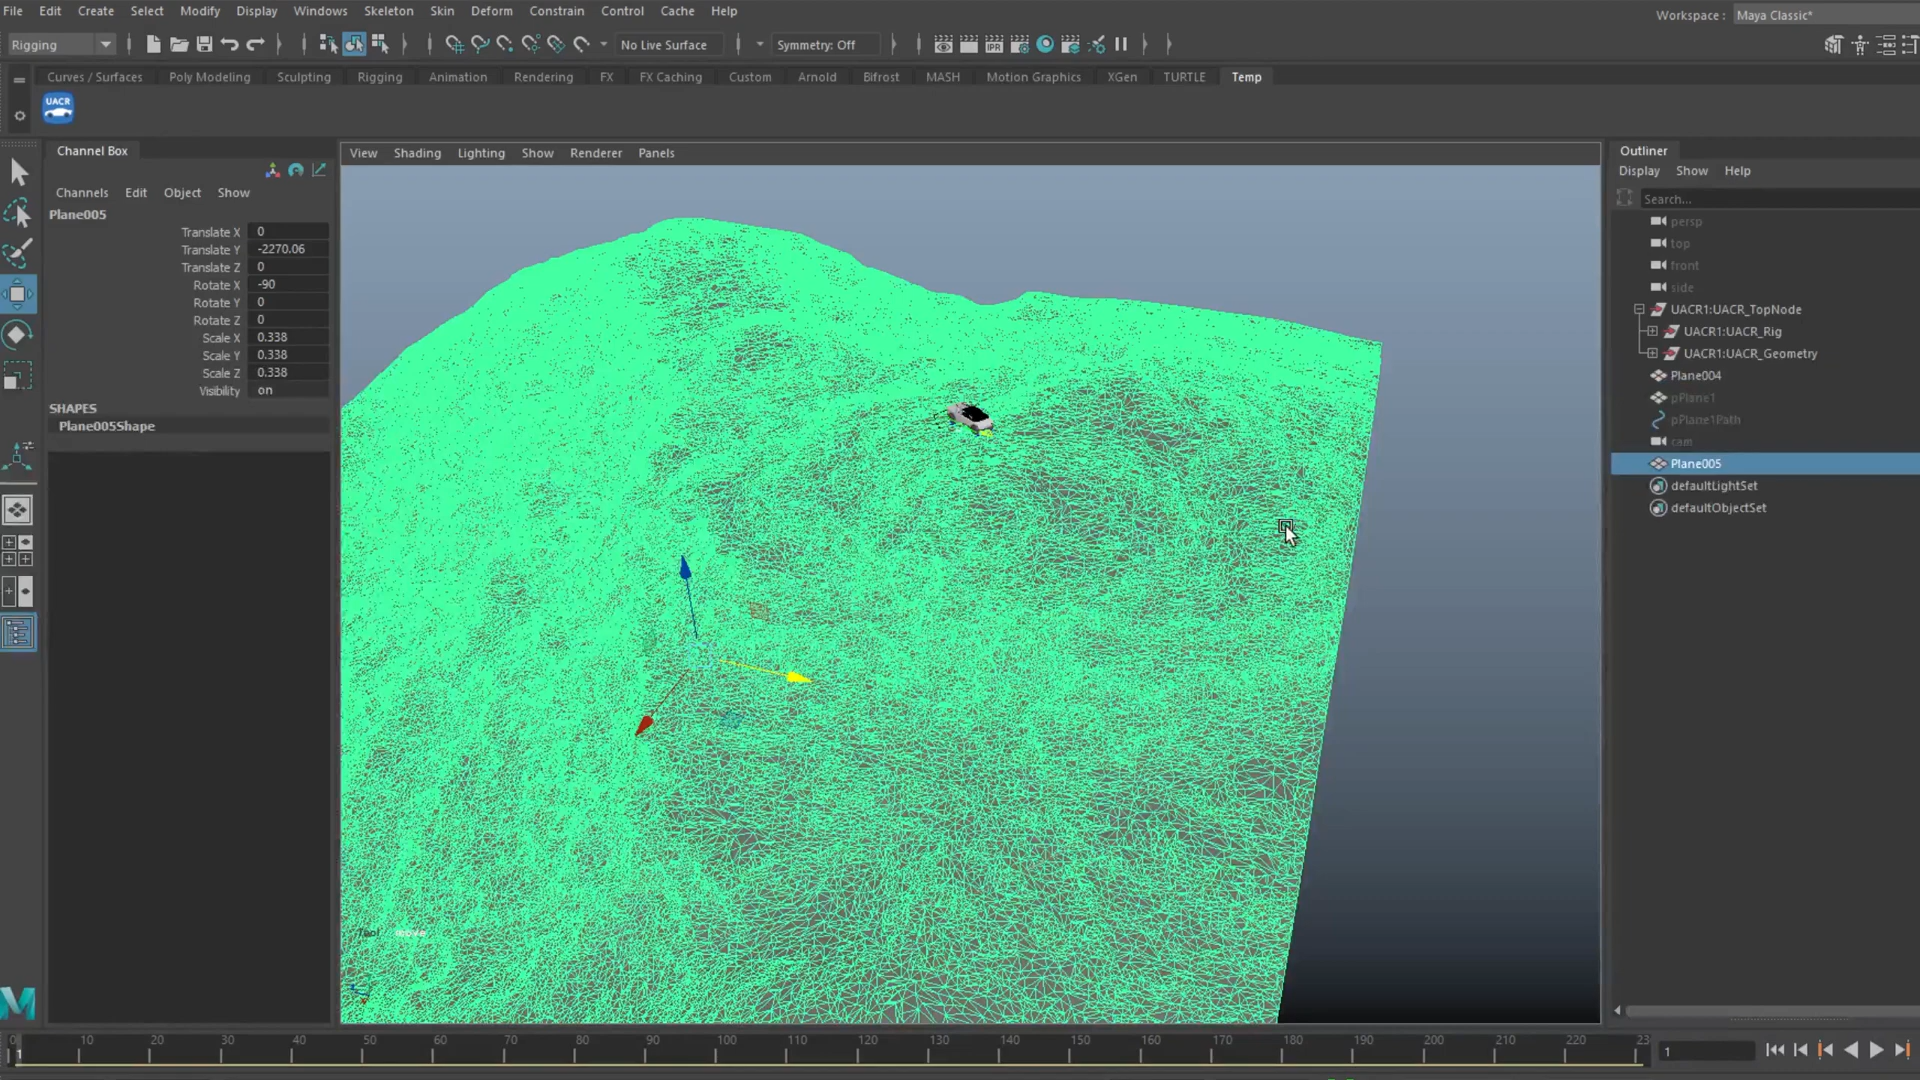 File Edit Create Select Modify Display Windows Skeleton Skin Deform Constrain Control Cache Help
Workspace : Maya Classic*
Rigging No Live Surface Symmetry: Off IPR
Curves / Surfaces Poly Modeling Sculpting Rigging Animation Rendering FX FX Caching Custom Arnold Bifrost MASH Motion Graphics XGen TURTLE Temp
UACR
Channel Box
Channels Edit Object Show
Plane005
Translate X 0
Translate Y -2270.06
Translate Z 0
Rotate X -90
Rotate Y 0
Rotate Z 0
Scale X 0.338
Scale Y 0.338
Scale Z 0.338
Visibility on
SHAPES
Plane005Shape
View Shading Lighting Show Renderer Panels
Tool move
Outliner
Display Show Help
Search...
persp
top
front
side
UACR1:UACR_TopNode
UACR1:UACR_Rig
UACR1:UACR_Geometry
Plane004
pPlane1
pPlane1Path
cam
Plane005
defaultLightSet
defaultObjectSet
0 10 20 30 40 50 60 70 80 90 100 110 120 130 140 150 160 170 180 190 200 210 220 23
1 1